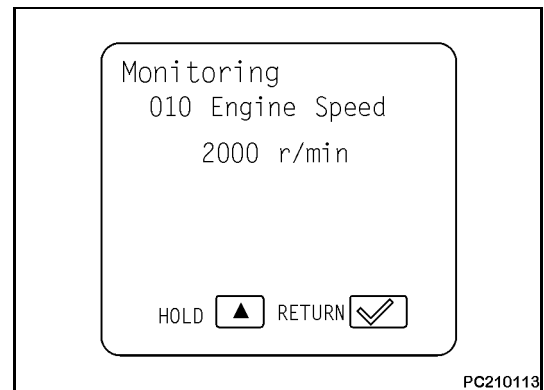 Monitoring
010 Engine Speed
2000 r/min
HOLD ▲ RETURN ✓
PC210113